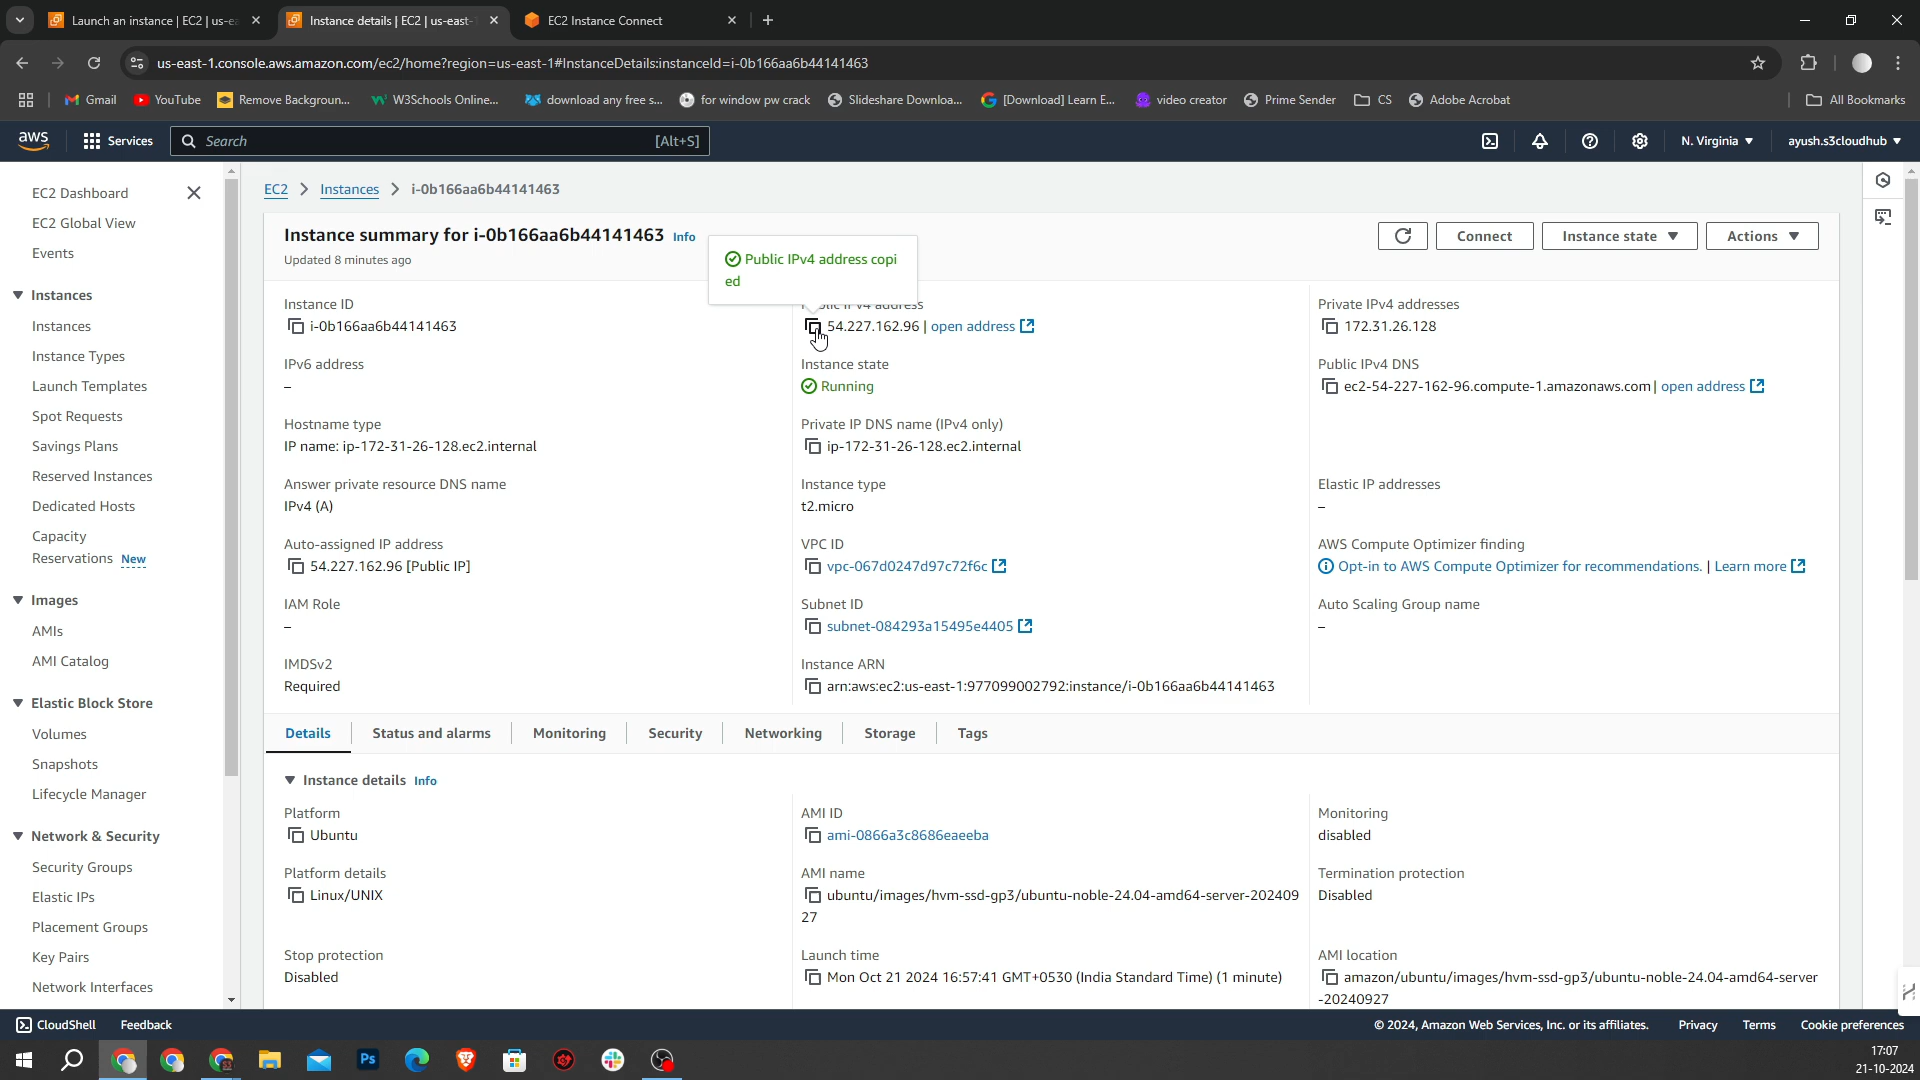 Launch an instance | EC2 | us-ea
Instance details | EC2 | us-east-
EC2 Instance Connect
us-east-1.console.aws.amazon.com/ec2/home?region=us-east-1#InstanceDetails:instanceId=i-0b166aa6b44141463
Gmail
YouTube
Remove Backgroun...
W3Schools Online...
download any free s...
for window pw crack
Slideshare Downloa...
[Download] Learn E...
video creator
Prime Sender
CS
Adobe Acrobat
All Bookmarks
aws
Services
Search
[Alt+S]
N. Virginia
ayush.s3cloudhub
EC2 Dashboard
EC2 Global View
Events
Instances
Instances
Instance Types
Launch Templates
Spot Requests
Savings Plans
Reserved Instances
Dedicated Hosts
Capacity
Reservations New
Images
AMIs
AMI Catalog
Elastic Block Store
Volumes
Snapshots
Lifecycle Manager
Network & Security
Security Groups
Elastic IPs
Placement Groups
Key Pairs
Network Interfaces
EC2 > Instances > i-0b166aa6b44141463
Instance summary for i-0b166aa6b44141463 Info
Updated 8 minutes ago
Connect
Instance state
Actions
Public IPv4 address copi
ed
Instance ID
i-0b166aa6b44141463
Public IPv4 address
54.227.162.96 | open address
Private IPv4 addresses
172.31.26.128
IPv6 address
–
Instance state
Running
Public IPv4 DNS
ec2-54-227-162-96.compute-1.amazonaws.com | open address
Hostname type
IP name: ip-172-31-26-128.ec2.internal
Private IP DNS name (IPv4 only)
ip-172-31-26-128.ec2.internal
Answer private resource DNS name
IPv4 (A)
Instance type
t2.micro
Elastic IP addresses
–
Auto-assigned IP address
54.227.162.96 [Public IP]
VPC ID
vpc-067d0247d97c72f6c
AWS Compute Optimizer finding
Opt-in to AWS Compute Optimizer for recommendations. | Learn more
IAM Role
–
Subnet ID
subnet-084293a15495e4405
Auto Scaling Group name
–
IMDSv2
Required
Instance ARN
arn:aws:ec2:us-east-1:977099002792:instance/i-0b166aa6b44141463
Details
Status and alarms
Monitoring
Security
Networking
Storage
Tags
Instance details Info
Platform
Ubuntu
AMI ID
ami-0866a3c8686eaeeba
Monitoring
disabled
Platform details
Linux/UNIX
AMI name
ubuntu/images/hvm-ssd-gp3/ubuntu-noble-24.04-amd64-server-202409
27
Termination protection
Disabled
Stop protection
Disabled
Launch time
Mon Oct 21 2024 16:57:41 GMT+0530 (India Standard Time) (1 minute)
AMI location
amazon/ubuntu/images/hvm-ssd-gp3/ubuntu-noble-24.04-amd64-server
-20240927
CloudShell
Feedback
© 2024, Amazon Web Services, Inc. or its affiliates.
Privacy
Terms
Cookie preferences
Ps
17:07
21-10-2024